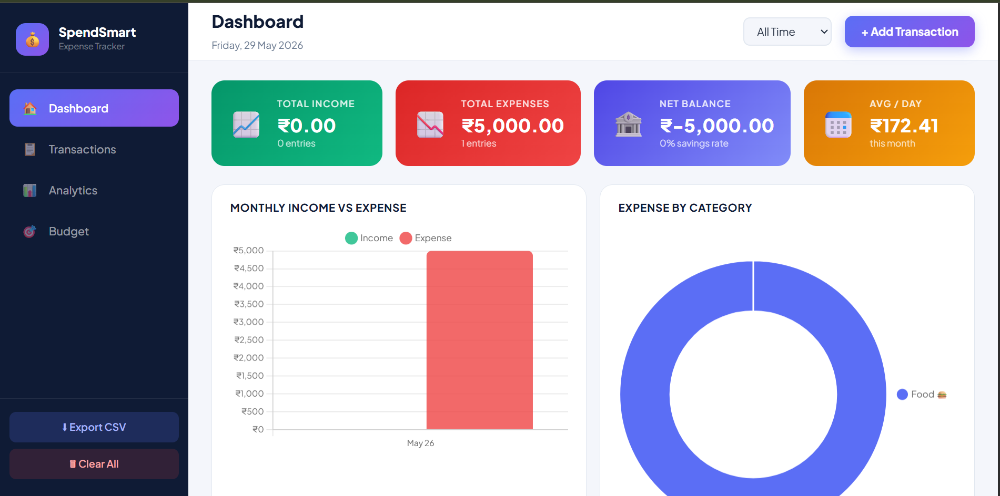 SpendSmart
Expense Tracker
Dashboard
Transactions
Analytics
Budget
⬇ Export CSV
🗑 Clear All
Dashboard
Friday, 29 May 2026
All Time
+ Add Transaction
TOTAL INCOME
₹0.00
0 entries
TOTAL EXPENSES
₹5,000.00
1 entries
NET BALANCE
₹-5,000.00
0% savings rate
AVG / DAY
₹172.41
this month
MONTHLY INCOME VS EXPENSE
Income Expense
₹5,000
₹4,500
₹4,000
₹3,500
₹3,000
₹2,500
₹2,000
₹1,500
₹1,000
₹500
₹0
May 26
EXPENSE BY CATEGORY
Food 🍔